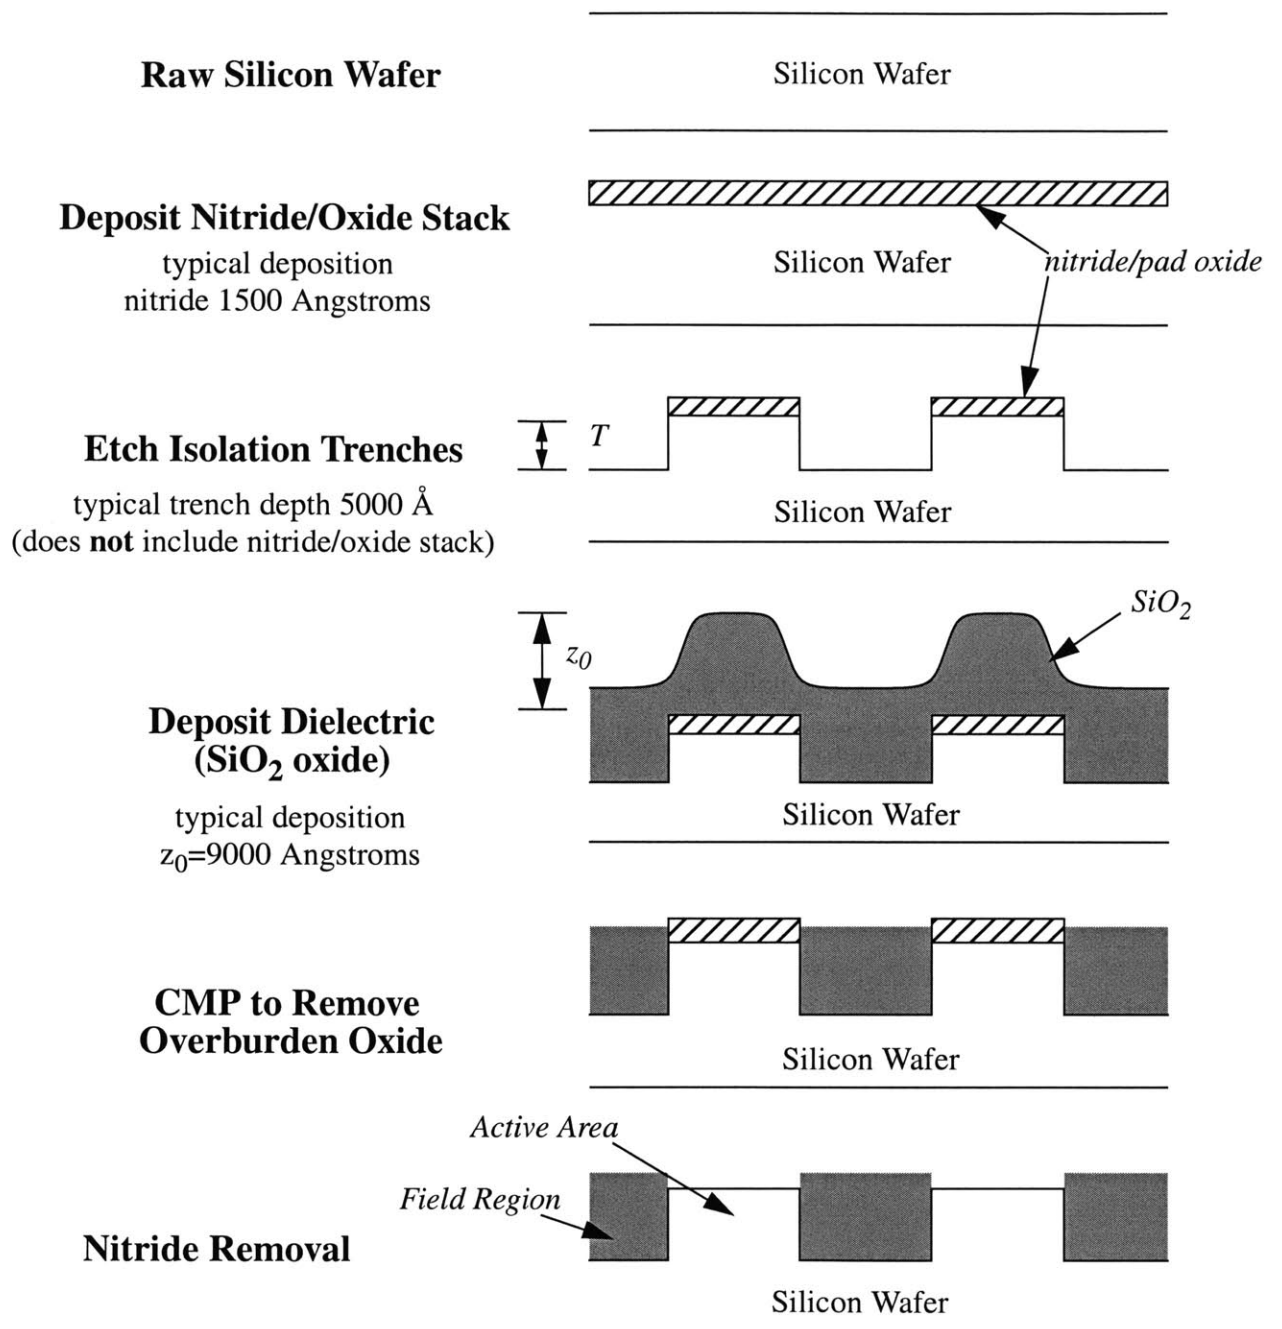 Raw Silicon Wafer
Silicon Wafer
Deposit Nitride/Oxide Stack
typical deposition
nitride 1500 Angstroms
Silicon Wafer
nitride/pad oxide
Etch Isolation Trenches
typical trench depth 5000 Å
(does not include nitride/oxide stack)
T
Silicon Wafer
SiO2
z0
Deposit Dielectric
(SiO2 oxide)
typical deposition
z0=9000 Angstroms
Silicon Wafer
CMP to Remove
Overburden Oxide
Silicon Wafer
Active Area
Field Region
Nitride Removal
Silicon Wafer